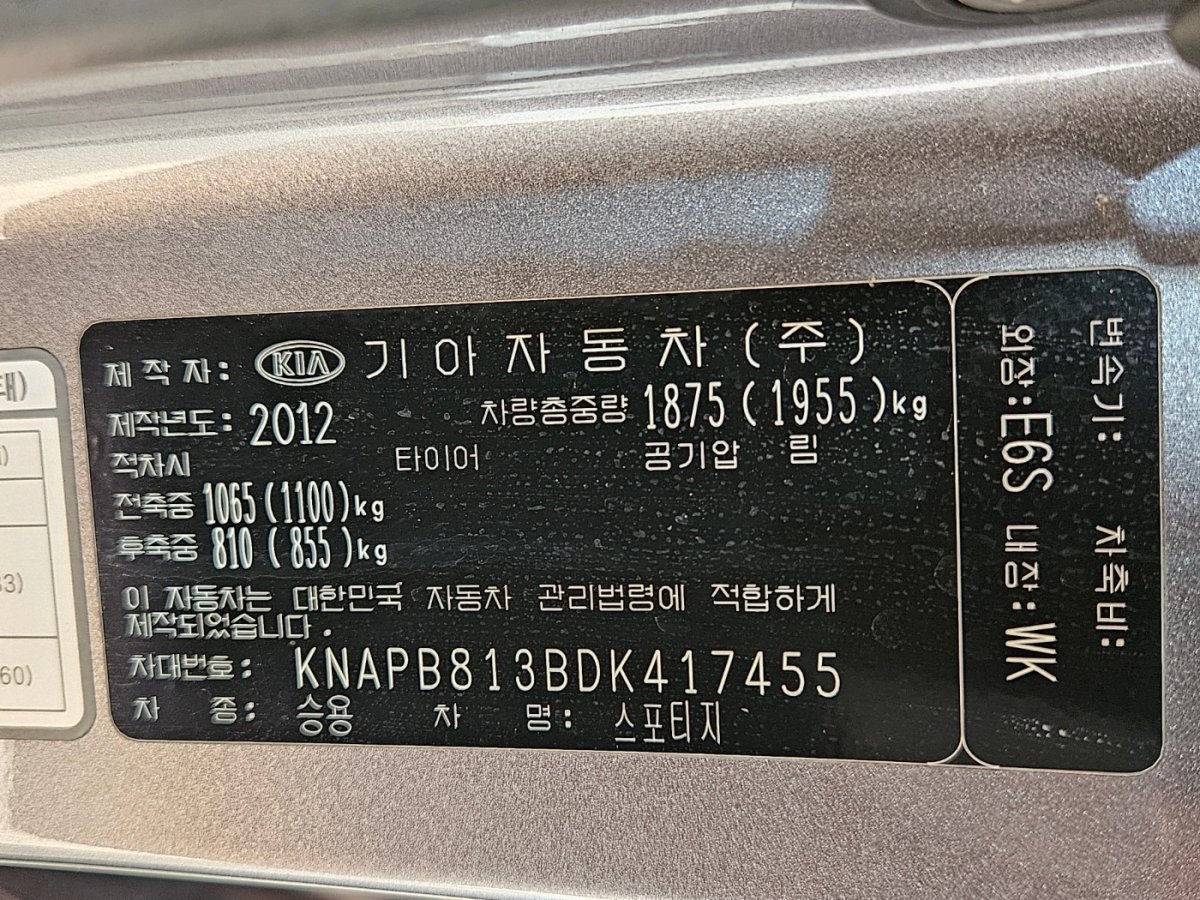 제작자: KIA 기아자동차(주)
제작년도: 2012 차량총중량 1875(1955)kg
적차시 타이어 공기압 림
전축중 1065(1100)kg
후축중 810(855)kg
이 자동차는 대한민국 자동차 관리법령에 적합하게
제작되었습니다.
차대번호: KNAPB813BDK417455
차 종: 승용 차 명: 스포티지
변속기: 차축비:
외장:E6S 내장:WK
태)
)
33)
60)